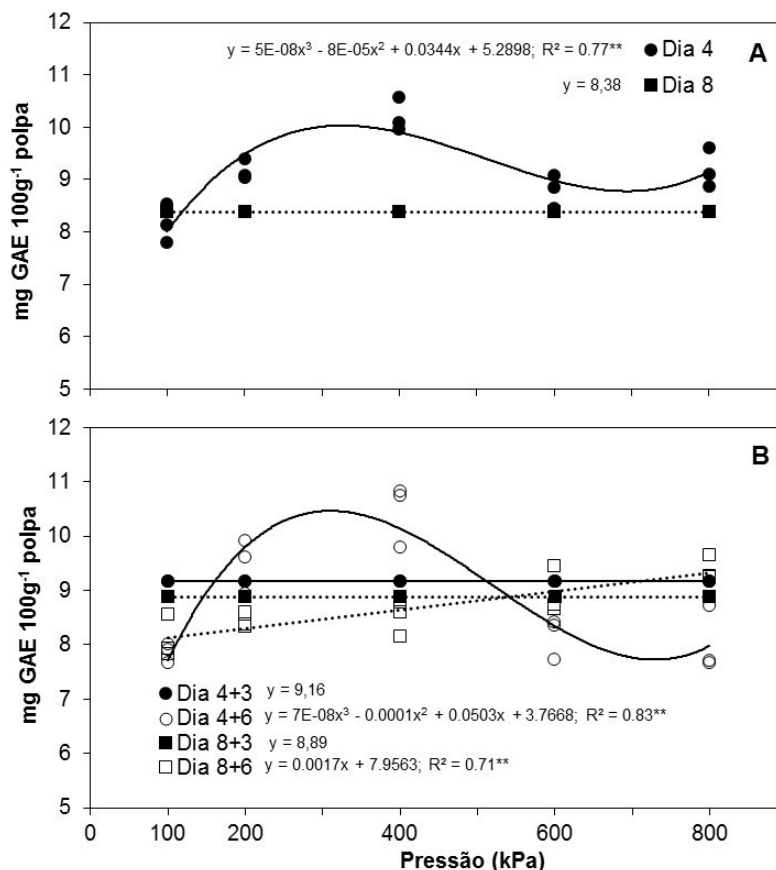 12
11
10
9
8
7
6
5
mg GAE 100g⁻¹ polpa
y = 5E-08x³ - 8E-05x² + 0.0344x + 5.2898; R² = 0.77**
Dia 4
A
y = 8,38
Dia 8
12
11
10
9
8
7
6
5
mg GAE 100g⁻¹ polpa
B
Dia 4+3 y = 9,16
Dia 4+6 y = 7E-08x³ - 0.0001x² + 0.0503x + 3.7668; R² = 0.83**
Dia 8+3 y = 8,89
Dia 8+6 y = 0.0017x + 7.9563; R² = 0.71**
0 100 200 400 600 800
Pressão (kPa)